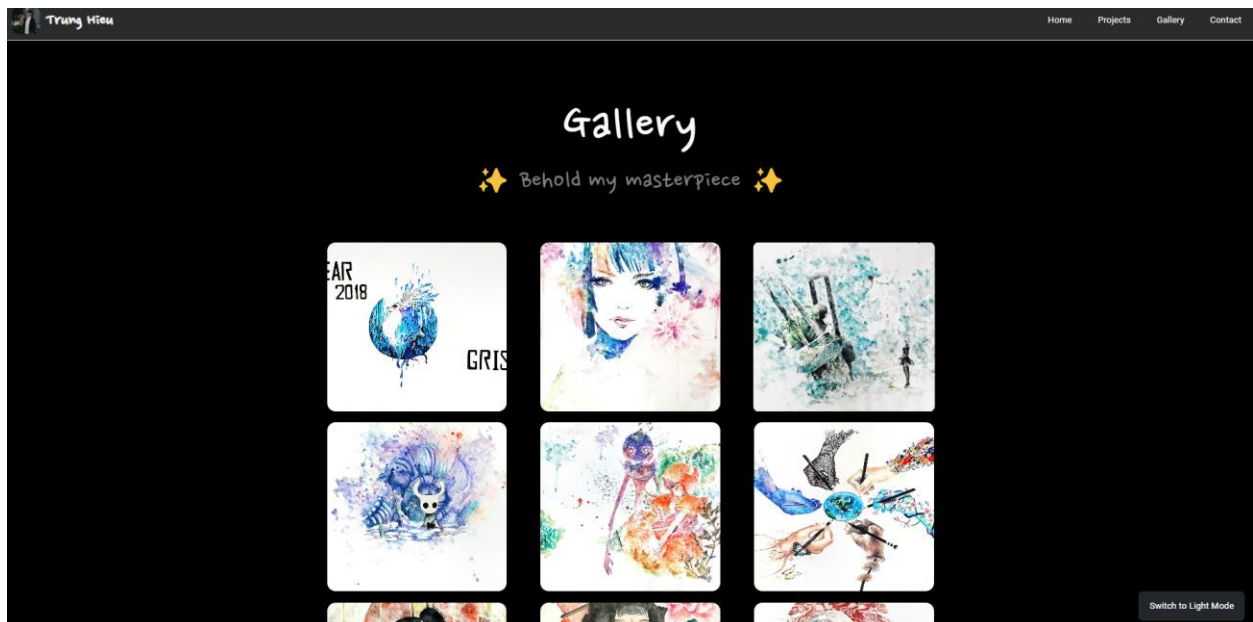 Trung Hieu
Home Projects Gallery Contact
Gallery
✨ Behold my masterpiece ✨
EAR
2018
GRIS
Switch to Light Mode